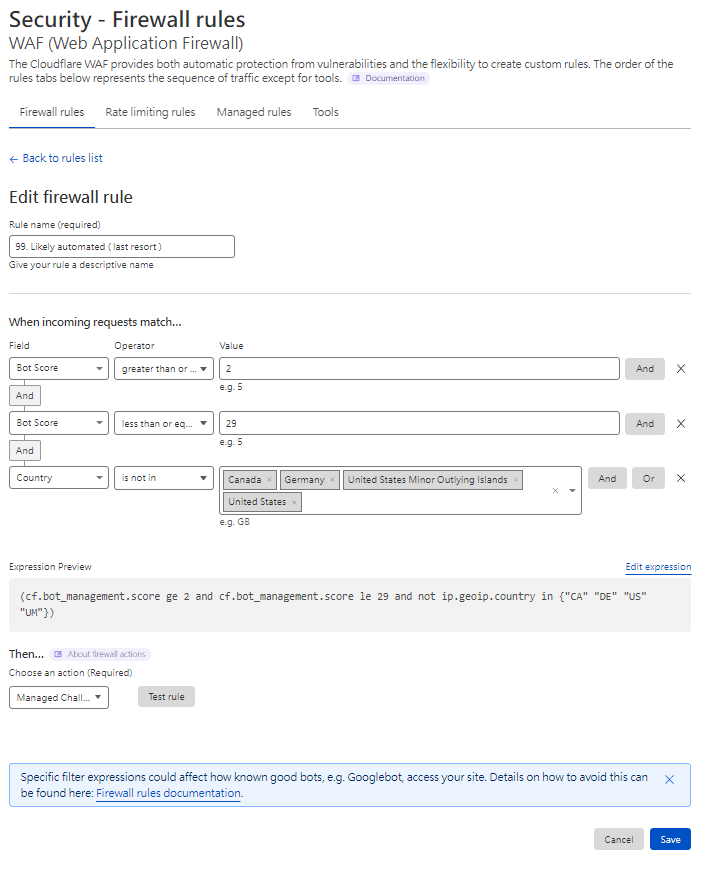 Security - Firewall rules
WAF (Web Application Firewall)
The Cloudflare WAF provides both automatic protection from vulnerabilities and the flexibility to create custom rules. The order of the
rules tabs below represents the sequence of traffic except for tools. Documentation
Firewall rules Rate limiting rules Managed rules Tools
← Back to rules list
Edit firewall rule
Rule name (required)
99. Likely automated ( last resort )
Give your rule a descriptive name
When incoming requests match...
Field Operator Value
Bot Score greater than or ... 2 And
e.g. 5
And
Bot Score less than or eq... 29 And
e.g. 5
And
Country is not in Canada × Germany × United States Minor Outlying Islands × And Or
United States ×
e.g. GB
Expression Preview Edit expression
(cf.bot_management.score ge 2 and cf.bot_management.score le 29 and not ip.geoip.country in {"CA" "DE" "US"
"UM"})
Then... About firewall actions
Choose an action (Required)
Managed Chall... Test rule
Specific filter expressions could affect how known good bots, e.g. Googlebot, access your site. Details on how to avoid this can
be found here: Firewall rules documentation.
Cancel Save